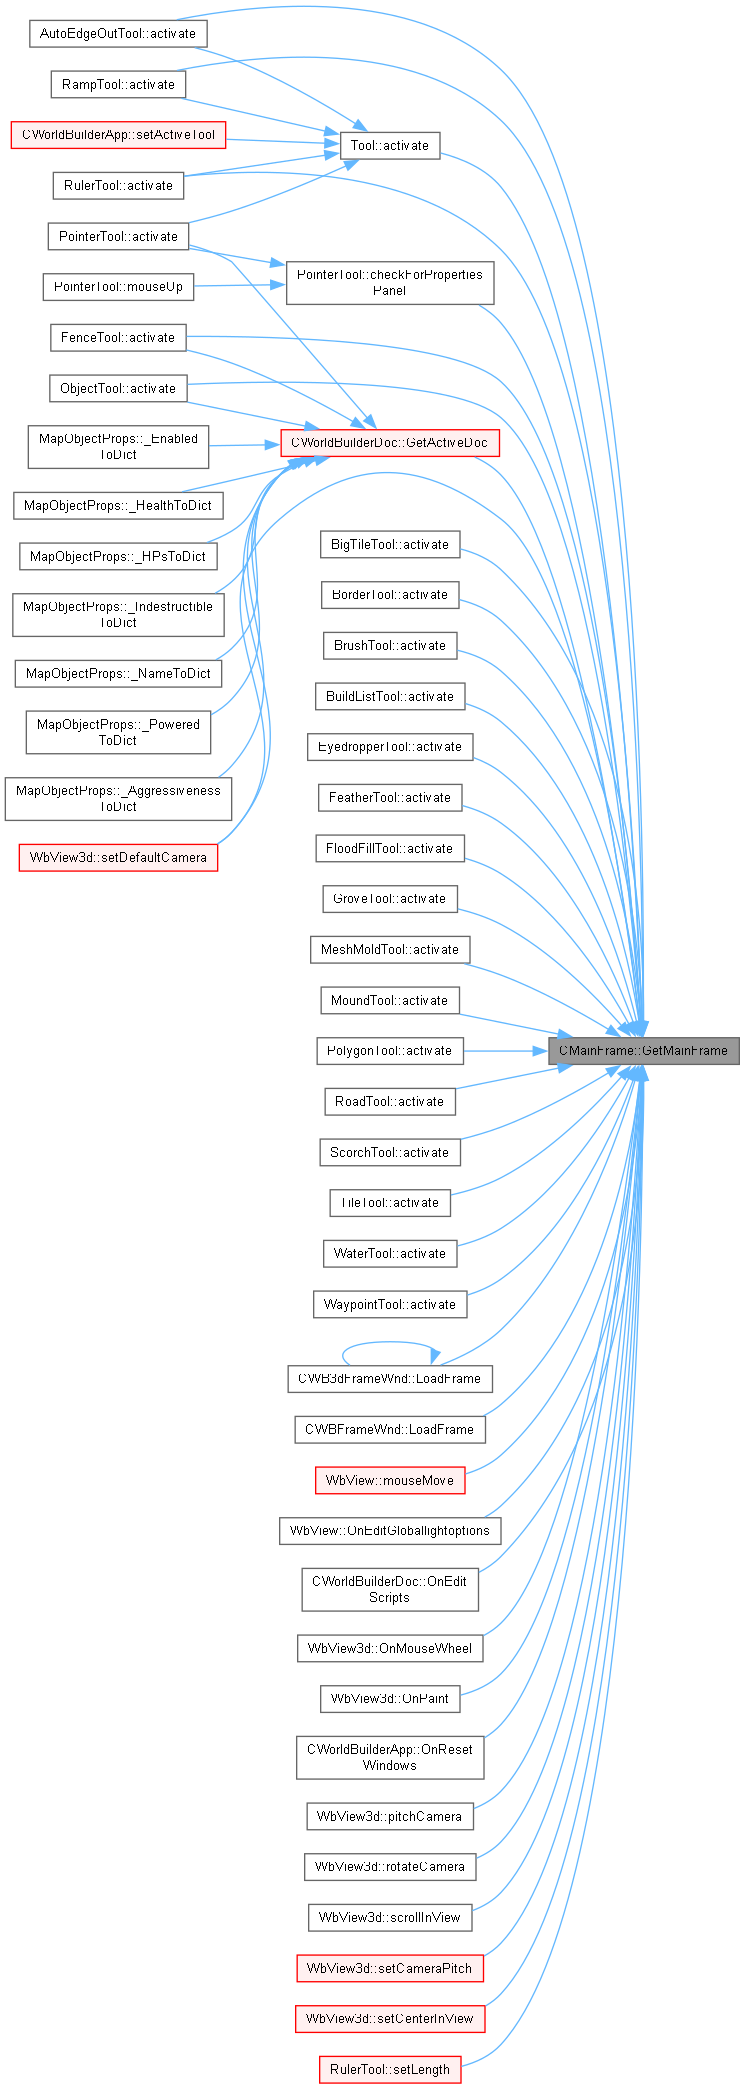 AutoEdgeOutTool::activate
RampTool::activate
CWorldBuilderApp::setActiveTool
Tool::activate
RulerTool::activate
PointerTool::activate
PointerTool::checkForProperties
Panel
PointerTool::mouseUp
FenceTool::activate
ObjectTool::activate
MapObjectProps::_Enabled
ToDict
CWorldBuilderDoc::GetActiveDoc
MapObjectProps::_HealthToDict
MapObjectProps::_HPsToDict
MapObjectProps::_Indestructible
ToDict
MapObjectProps::_NameToDict
MapObjectProps::_Powered
ToDict
MapObjectProps::_Aggressiveness
ToDict
WbView3d::setDefaultCamera
BigTileTool::activate
BorderTool::activate
BrushTool::activate
BuildListTool::activate
EyedropperTool::activate
FeatherTool::activate
FloodFillTool::activate
GroveTool::activate
MeshMoldTool::activate
MoundTool::activate
CMainFrame::GetMainFrame
PolygonTool::activate
RoadTool::activate
ScorchTool::activate
TileTool::activate
WaterTool::activate
WaypointTool::activate
CWB3dFrameWnd::LoadFrame
CWBFrameWnd::LoadFrame
WbView::mouseMove
WbView::OnEditGloballightoptions
CWorldBuilderDoc::OnEdit
Scripts
WbView3d::OnMouseWheel
WbView3d::OnPaint
CWorldBuilderApp::OnReset
Windows
WbView3d::pitchCamera
WbView3d::rotateCamera
WbView3d::scrollInView
WbView3d::setCameraPitch
WbView3d::setCenterInView
RulerTool::setLength